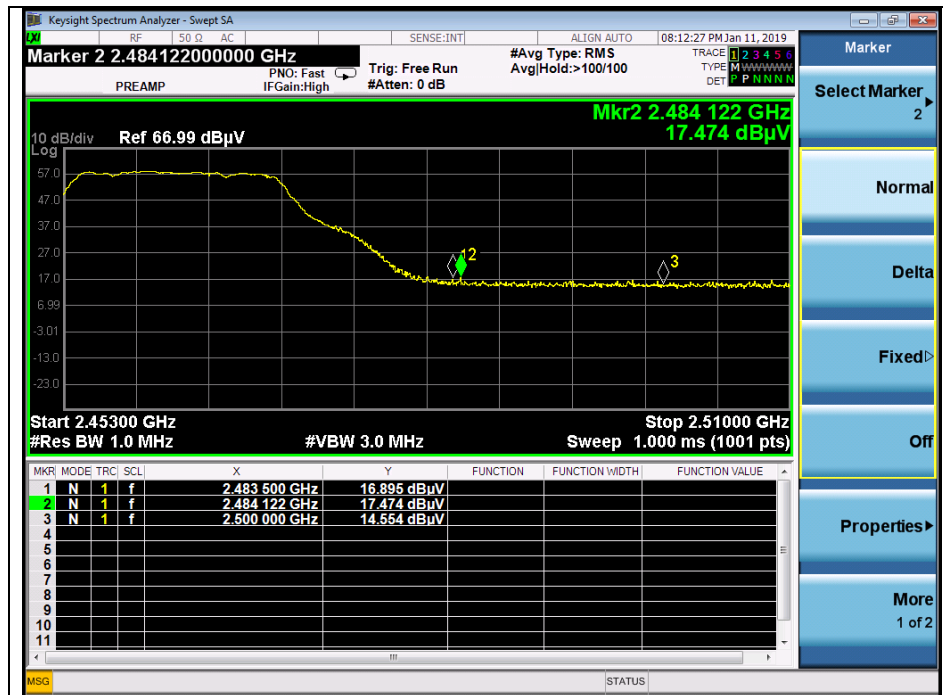 Keysight Spectrum Analyzer - Swept SA
LXI RF 50 Ω AC SENSE:INT ALIGN AUTO 08:12:27 PM Jan 11, 2019
Marker 2 2.484122000000 GHz
PREAMP
PNO: Fast
IFGain:High
Trig: Free Run
#Atten: 0 dB
#Avg Type: RMS
Avg|Hold:>100/100
TRACE 1 2 3 4 5 6
TYPE M WWWWW
DET P P N N N N
Mkr2 2.484 122 GHz
17.474 dBµV
10 dB/div Ref 66.99 dBµV
Log
57.0
47.0
37.0
27.0
17.0
6.99
-3.01
-13.0
-23.0
1 2
3
Start 2.45300 GHz Stop 2.51000 GHz
#Res BW 1.0 MHz #VBW 3.0 MHz Sweep 1.000 ms (1001 pts)
MKR MODE TRC SCL X Y FUNCTION FUNCTION WIDTH FUNCTION VALUE
1 N 1 f 2.483 500 GHz 16.895 dBµV
2 N 1 f 2.484 122 GHz 17.474 dBµV
3 N 1 f 2.500 000 GHz 14.554 dBµV
4
5
6
7
8
9
10
11
MSG STATUS
Marker
Select Marker
2
Normal
Delta
Fixed
Off
Properties
More
1 of 2